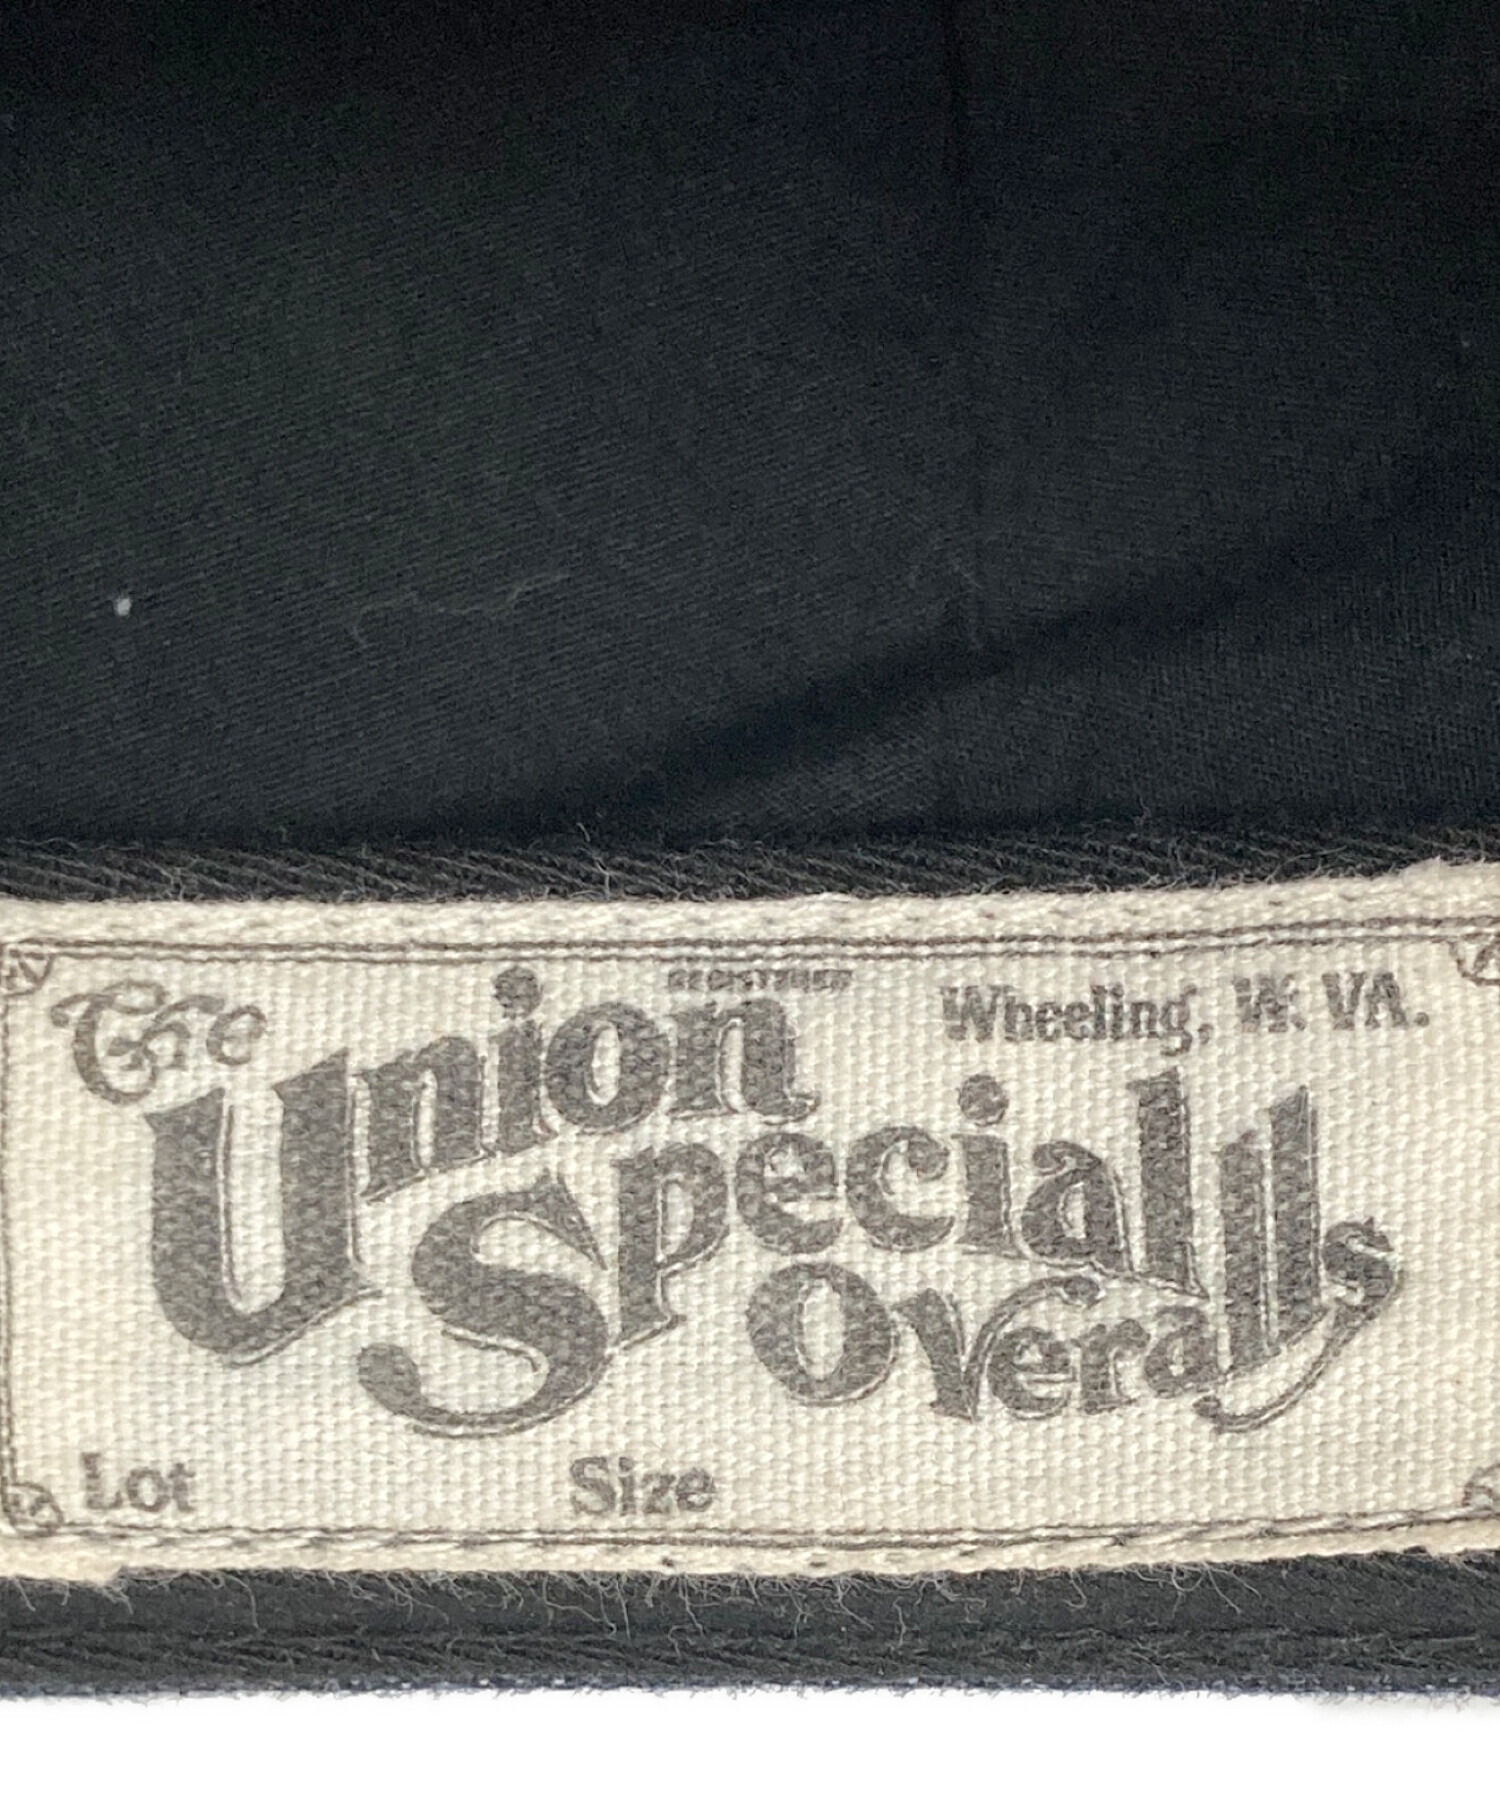 REGISTERED
The Union Wheeling, W. VA.
Special
Overalls
Lot Size